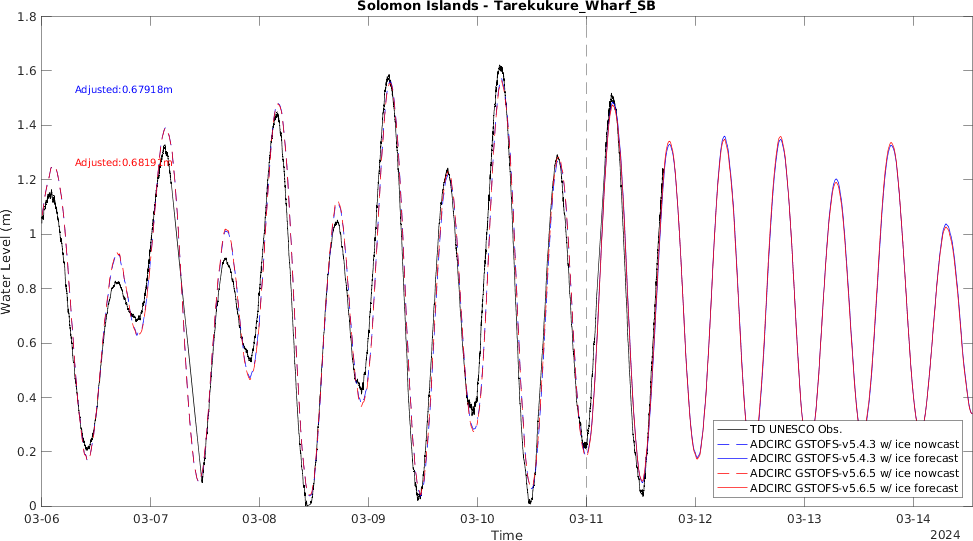 Solomon Islands - Tarekukure_Wharf_SB
Water Level (m)
1.8
1.6
1.4
1.2
1
0.8
0.6
0.4
0.2
0
Adjusted:0.67918m
Adjusted:0.68192m
TD UNESCO Obs.
ADCIRC GSTOFS-v5.4.3 w/ ice nowcast
ADCIRC GSTOFS-v5.4.3 w/ ice forecast
ADCIRC GSTOFS-v5.6.5 w/ ice nowcast
ADCIRC GSTOFS-v5.6.5 w/ ice forecast
03-06 03-07 03-08 03-09 03-10 03-11 03-12 03-13 03-14
Time
2024